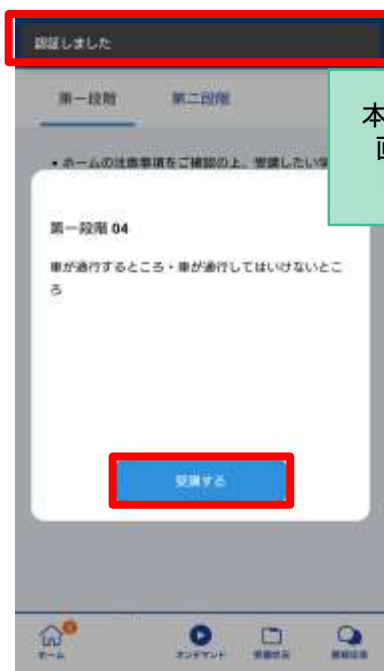 認証しました
第一段階 第二段階
本
画
・ホームの注意事項をご確認の上、受講したい学
第一段階 04
車が通行するところ・車が通行してはいけないとこ
ろ
受講する
ホーム オンデマンド 受講状況